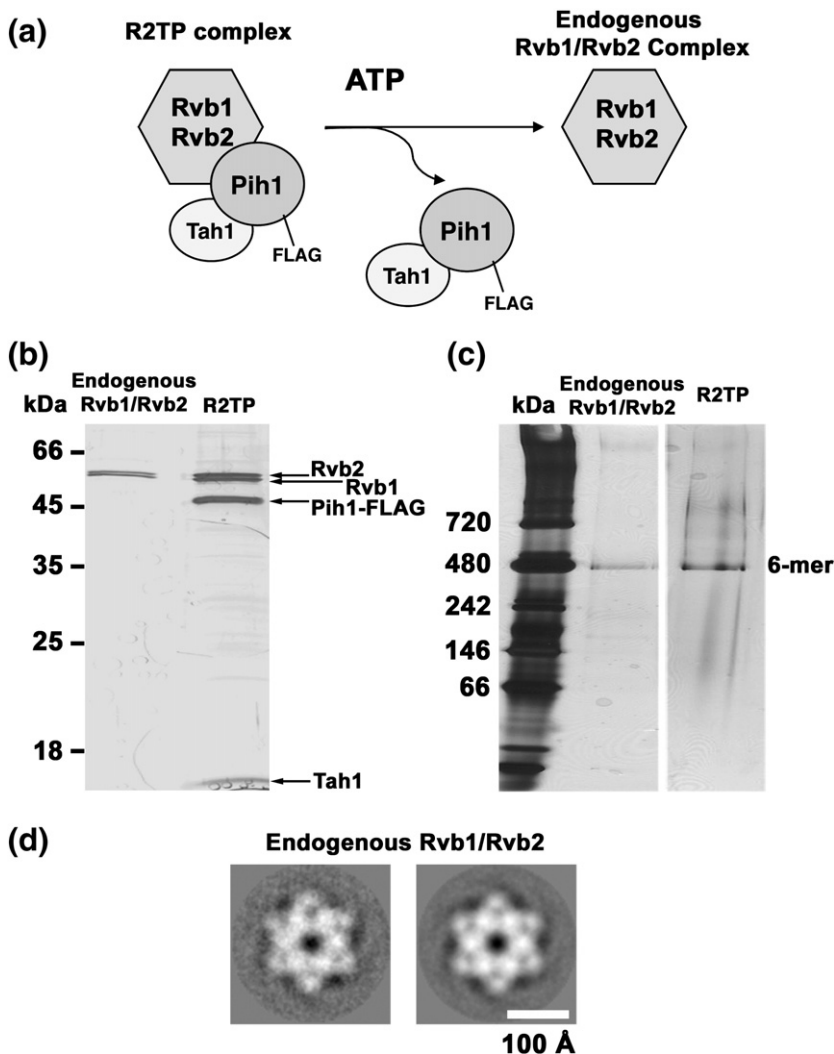 (a)
R2TP complex
Endogenous
Rvb1/Rvb2 Complex
Rvb1
Rvb2
Pih1
Tah1
FLAG
ATP
Pih1
Tah1
FLAG
Rvb1
Rvb2
(b)
Endogenous
Rvb1/Rvb2
R2TP
kDa
66
45
35
25
18
Rvb2
Rvb1
Pih1-FLAG
Tah1
(c)
Endogenous
Rvb1/Rvb2
R2TP
kDa
720
480
242
146
66
6-mer
(d)
Endogenous Rvb1/Rvb2
100 Å